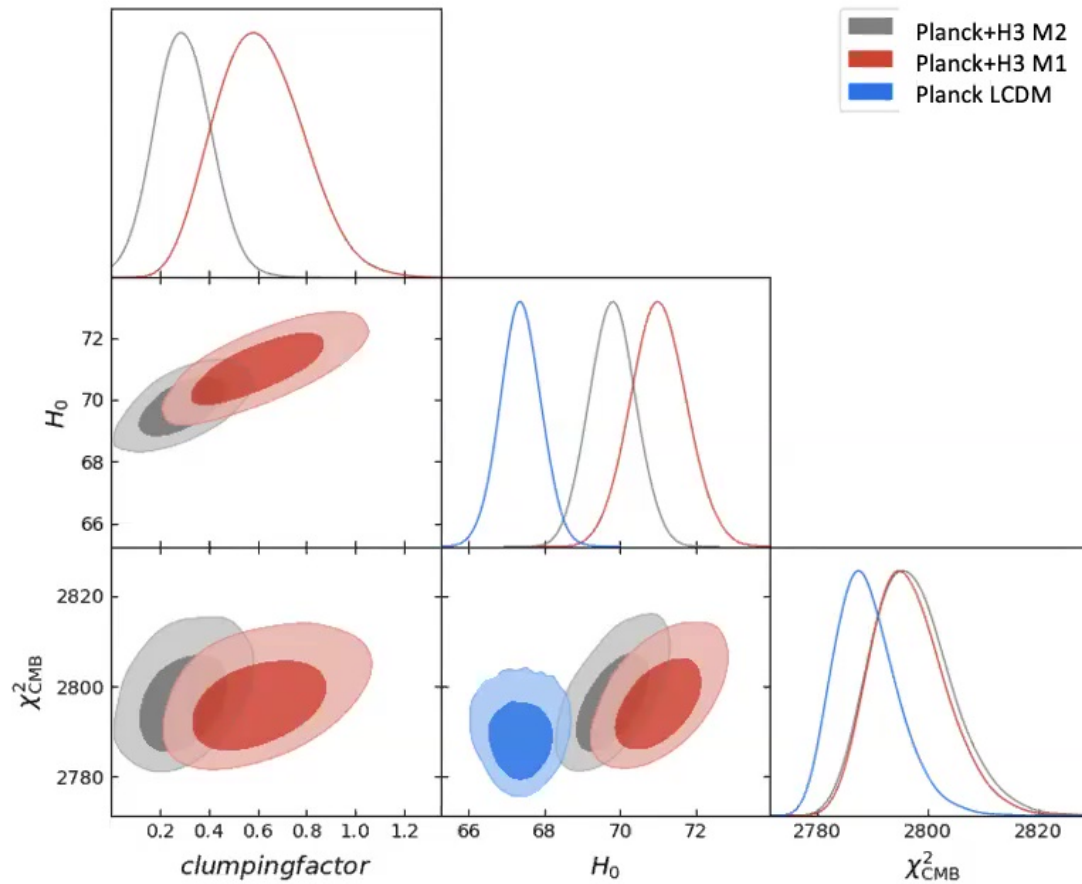 Planck+H3 M2
Planck+H3 M1
Planck LCDM
72
70
68
66
H₀
2820
2800
2780
χ²CMB
0.2 0.4 0.6 0.8 1.0 1.2
66 68 70 72
2780 2800 2820
clumpingfactor
H₀
χ²CMB